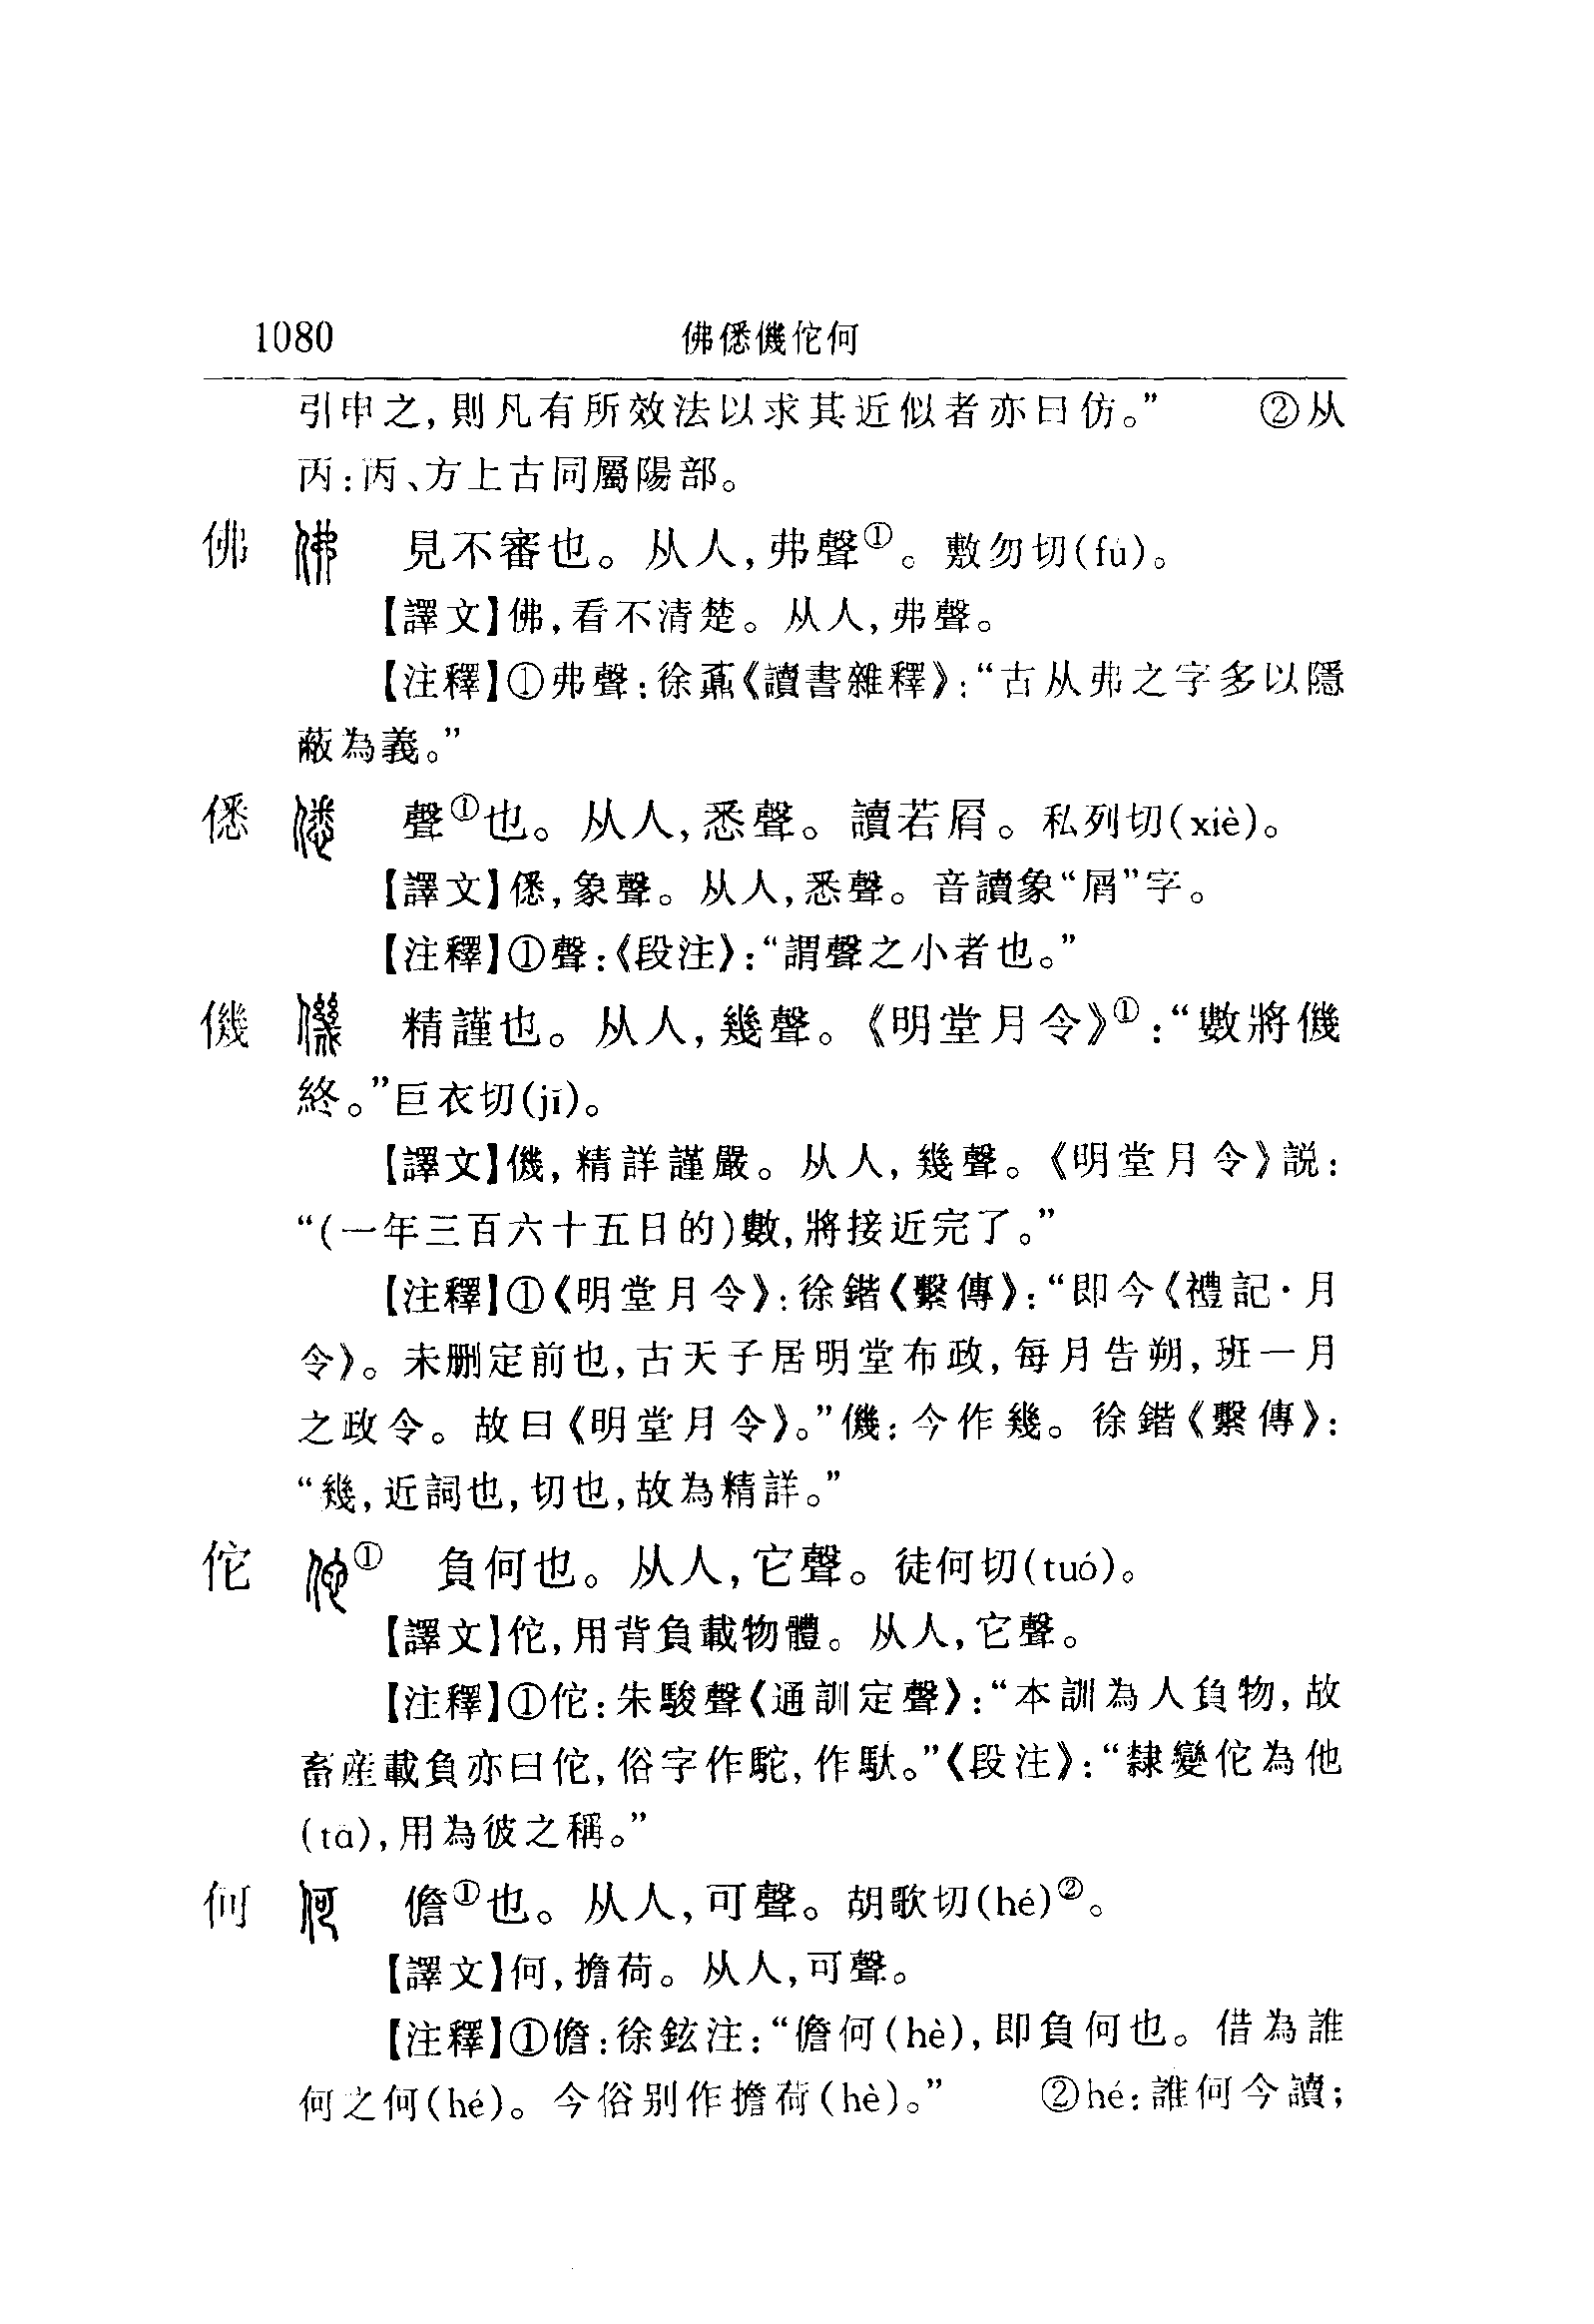 1080 佛僁僟佗何
引申之,則凡有所效法以求其近似者亦曰仿。” ②从
丙:丙、方上古同屬陽部。
佛 見不審也。从人,弗聲①。敷勿切(fú)。
【譯文】佛,看不清楚。从人,弗聲。
【注釋】①弗聲:徐鼒《讀書雜釋》:“古从弗之字多以隱
蔽為義。”
僁 聲①也。从人,悉聲。讀若屑。私列切(xiè)。
【譯文】僁,象聲。从人,悉聲。音讀象“屑”字。
【注釋】①聲:《段注》:“謂聲之小者也。”
僟 精謹也。从人,幾聲。《明堂月令》①:“數將僟
終。”巨衣切(jī)。
【譯文】僟,精詳謹嚴。从人,幾聲。《明堂月令》説:
“(一年三百六十五日的)數,將接近完了。”
【注釋】①《明堂月令》:徐鍇《繫傳》:“即今《禮記·月
令》。未删定前也,古天子居明堂布政,每月告朔,班一月
之政令。故曰《明堂月令》。”僟:今作幾。徐鍇《繫傳》:
“幾,近詞也,切也,故為精詳。”
佗 ① 負何也。从人,它聲。徒何切(tuó)。
【譯文】佗,用背負載物體。从人,它聲。
【注釋】①佗:朱駿聲《通訓定聲》:“本訓為人負物,故
畜産載負亦曰佗,俗字作駝,作馱。”《段注》:“隸變佗為他
(tā),用為彼之稱。”
何 儋①也。从人,可聲。胡歌切(hé)②。
【譯文】何,擔荷。从人,可聲。
【注釋】①儋:徐鉉注:“儋何(hè),即負何也。借為誰
何之何(hé)。今俗别作擔荷(hè)。” ②hé:誰何今讀;